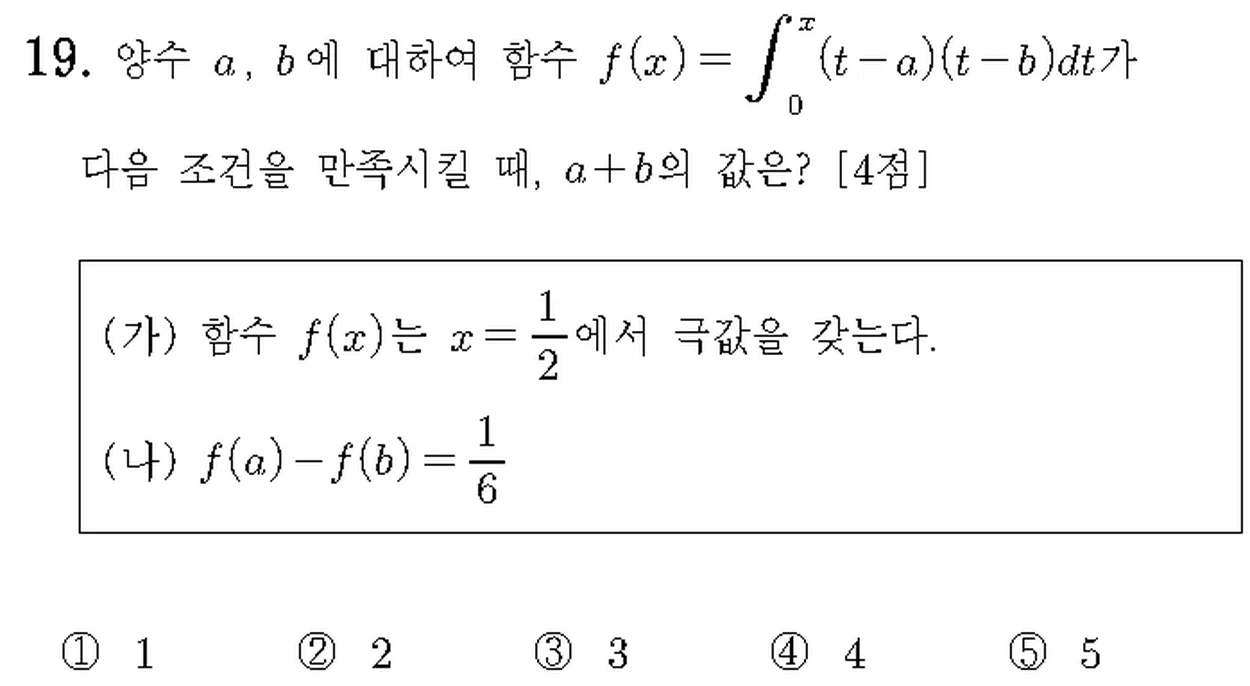 19. 양수 a, b에 대하여 함수 f(x)=∫₀ˣ(t-a)(t-b)dt가
다음 조건을 만족시킬 때, a+b의 값은? [4점]
(가) 함수 f(x)는 x=1/2에서 극값을 갖는다.
(나) f(a)-f(b)=1/6
① 1 ② 2 ③ 3 ④ 4 ⑤ 5